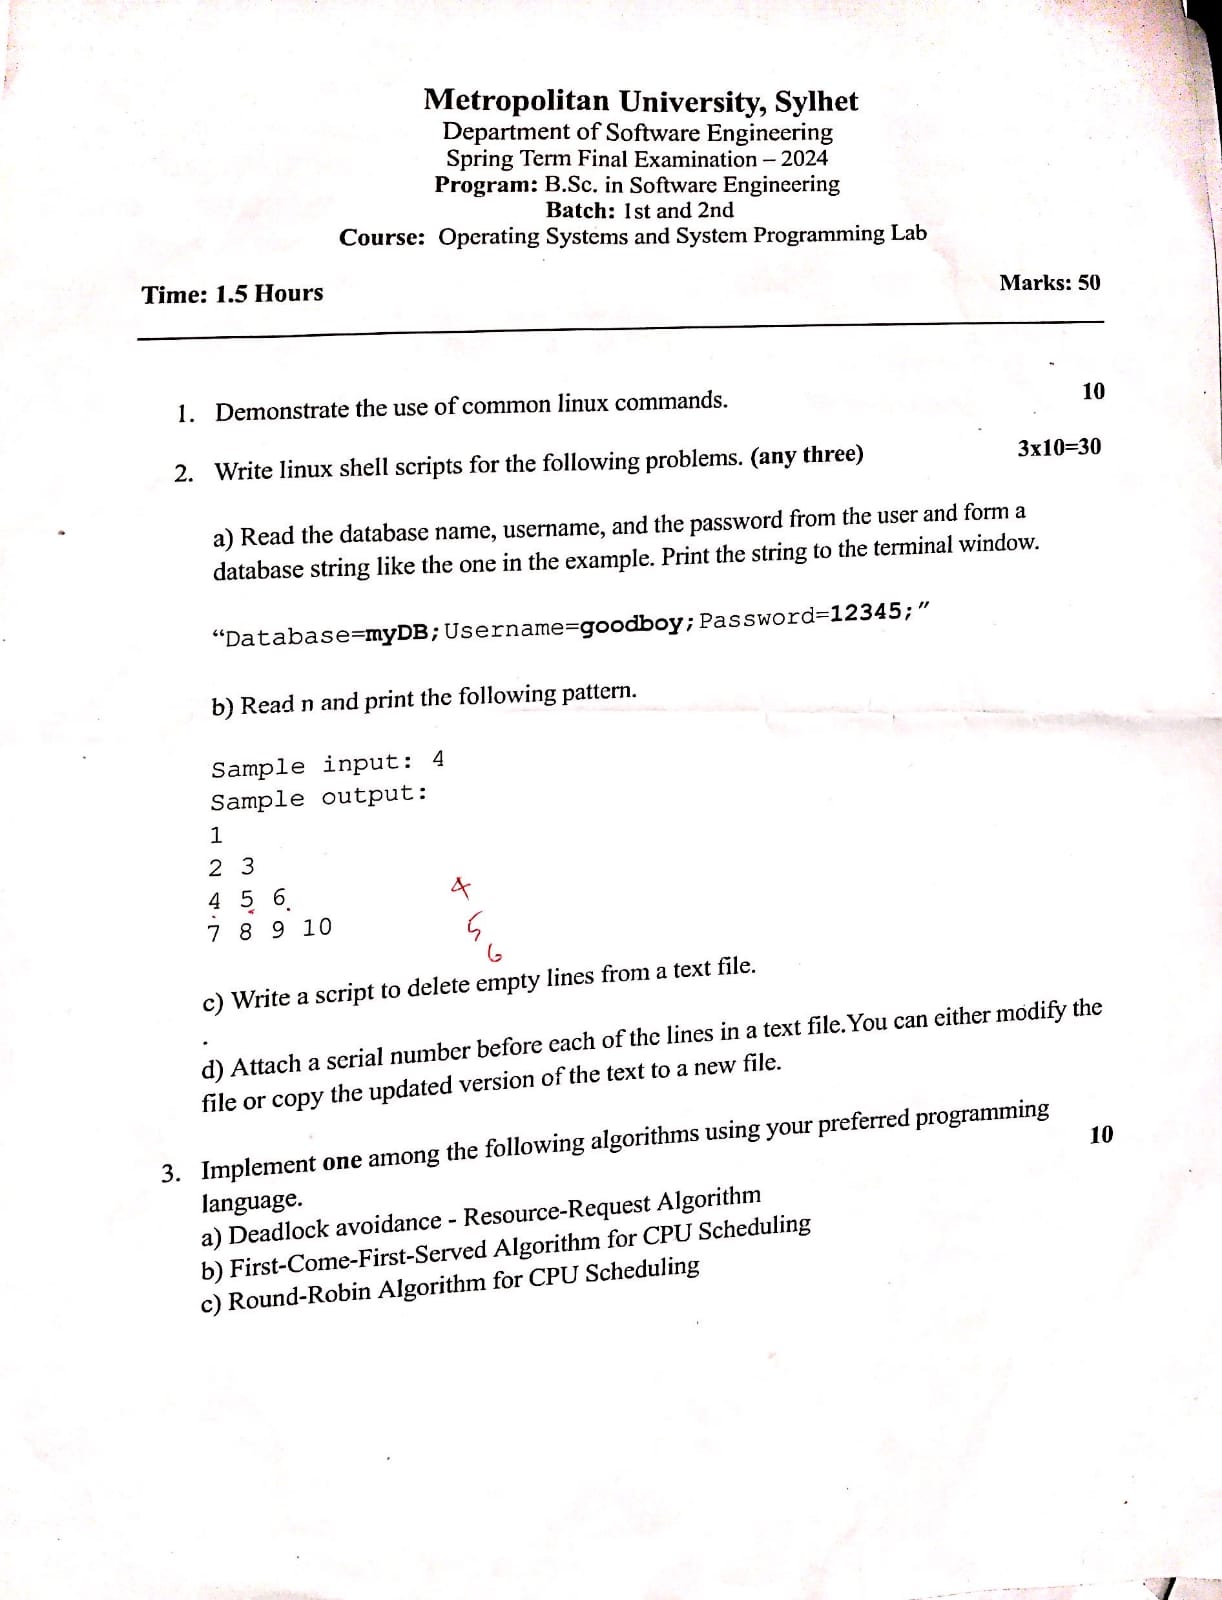 Metropolitan University, Sylhet
Department of Software Engineering
Spring Term Final Examination – 2024
Program: B.Sc. in Software Engineering
Batch: 1st and 2nd
Course: Operating Systems and System Programming Lab
Time: 1.5 Hours
Marks: 50
1. Demonstrate the use of common linux commands. 10
2. Write linux shell scripts for the following problems. (any three) 3x10=30
a) Read the database name, username, and the password from the user and form a
database string like the one in the example. Print the string to the terminal window.
“Database=myDB;Username=goodboy;Password=12345;”
b) Read n and print the following pattern.
Sample input: 4
Sample output:
1
2 3
4 5 6
7 8 9 10
4
5
6
c) Write a script to delete empty lines from a text file.
d) Attach a serial number before each of the lines in a text file.You can either modify the
file or copy the updated version of the text to a new file.
3. Implement one among the following algorithms using your preferred programming
language. 10
a) Deadlock avoidance - Resource-Request Algorithm
b) First-Come-First-Served Algorithm for CPU Scheduling
c) Round-Robin Algorithm for CPU Scheduling